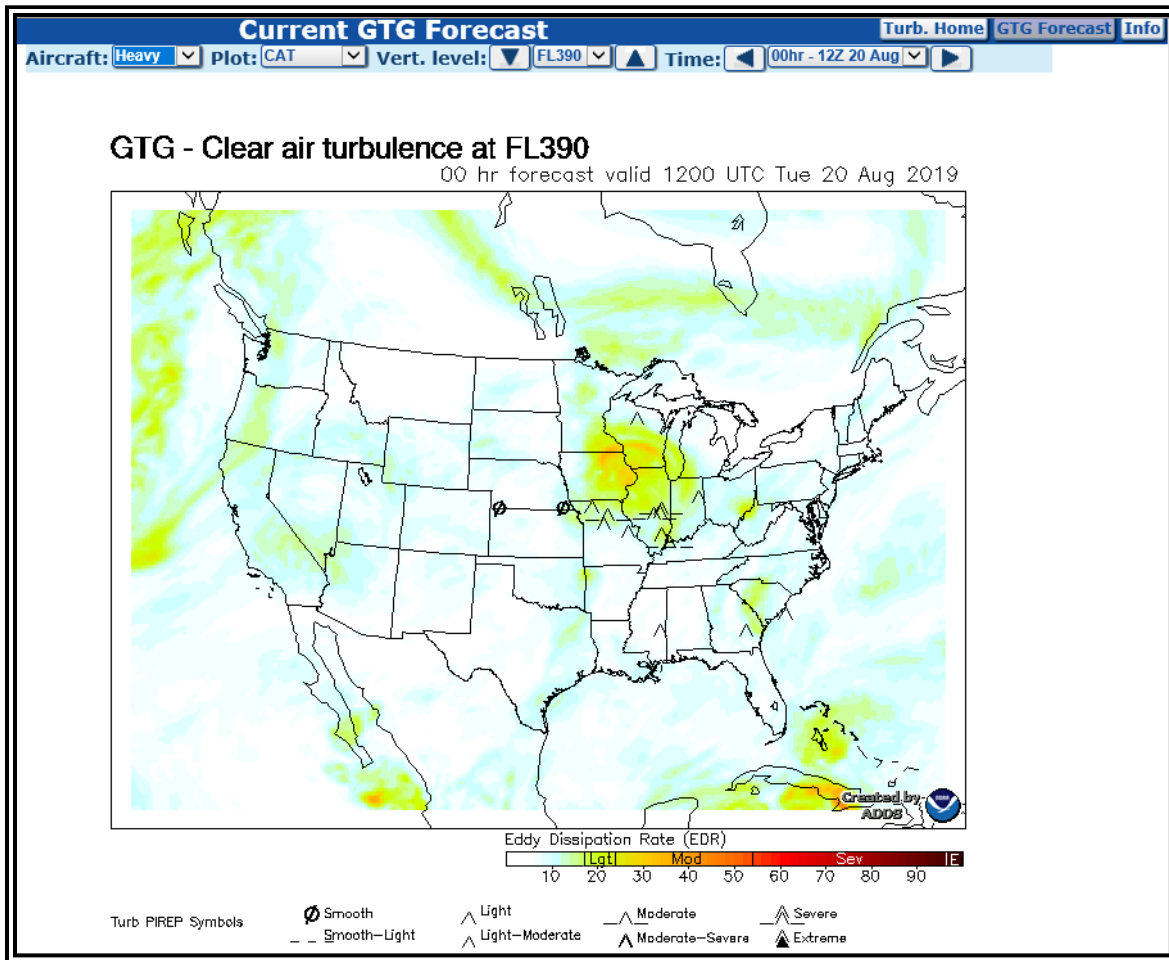 Current GTG Forecast Turb. Home GTG Forecast Info
Aircraft: Heavy Plot: CAT Vert. level: FL390 Time: 00hr - 12Z 20 Aug
GTG - Clear air turbulence at FL390
00 hr forecast valid 1200 UTC Tue 20 Aug 2019
Created by
ADDS
Eddy Dissipation Rate (EDR)
Lgt Mod Sev E
10 20 30 40 50 60 70 80 90
Turb PIREP Symbols
Smooth Light Moderate Severe
Smooth-Light Light-Moderate Moderate-Severe Extreme